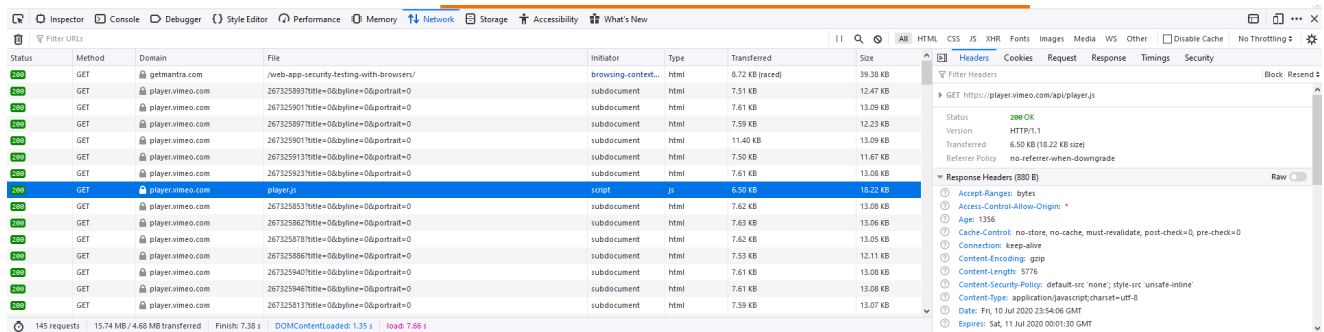 Inspector Console Debugger Style Editor Performance Memory Network Storage Accessibility What's New
Filter URLs All HTML CSS JS XHR Fonts Images Media WS Other Disable Cache No Throttling
Status Method Domain File Initiator Type Transferred Size
200 GET getmantra.com /web-app-security-testing-with-browsers/ browsing-context... html 8.72 KB (raced) 39.38 KB
200 GET player.vimeo.com 267325893?title=0&byline=0&portrait=0 subdocument html 7.51 KB 12.47 KB
200 GET player.vimeo.com 267325901?title=0&byline=0&portrait=0 subdocument html 7.61 KB 13.09 KB
200 GET player.vimeo.com 267325897?title=0&byline=0&portrait=0 subdocument html 7.59 KB 12.23 KB
200 GET player.vimeo.com 267325901?title=0&byline=0&portrait=0 subdocument html 11.40 KB 13.09 KB
200 GET player.vimeo.com 267325913?title=0&byline=0&portrait=0 subdocument html 7.50 KB 11.67 KB
200 GET player.vimeo.com 267325923?title=0&byline=0&portrait=0 subdocument html 7.61 KB 13.08 KB
200 GET player.vimeo.com player.js script js 6.50 KB 18.22 KB
200 GET player.vimeo.com 267325853?title=0&byline=0&portrait=0 subdocument html 7.62 KB 13.08 KB
200 GET player.vimeo.com 267325862?title=0&byline=0&portrait=0 subdocument html 7.63 KB 13.06 KB
200 GET player.vimeo.com 267325878?title=0&byline=0&portrait=0 subdocument html 7.62 KB 13.05 KB
200 GET player.vimeo.com 267325886?title=0&byline=0&portrait=0 subdocument html 7.53 KB 12.11 KB
200 GET player.vimeo.com 267325940?title=0&byline=0&portrait=0 subdocument html 7.61 KB 13.08 KB
200 GET player.vimeo.com 267325946?title=0&byline=0&portrait=0 subdocument html 7.61 KB 13.08 KB
200 GET player.vimeo.com 267325813?title=0&byline=0&portrait=0 subdocument html 7.59 KB 13.07 KB
145 requests 15.74 MB / 4.68 MB transferred Finish: 7.38 s DOMContentLoaded: 1.35 s load: 7.66 s
Headers Cookies Request Response Timings Security
Filter Headers Block Resend
GET https://player.vimeo.com/api/player.js
Status 200 OK
Version HTTP/1.1
Transferred 6.50 KB (18.22 KB size)
Referrer Policy no-referrer-when-downgrade
Response Headers (880 B) Raw
Accept-Ranges: bytes
Access-Control-Allow-Origin: *
Age: 1356
Cache-Control: no-store, no-cache, must-revalidate, post-check=0, pre-check=0
Connection: keep-alive
Content-Encoding: gzip
Content-Length: 5776
Content-Security-Policy: default-src 'none'; style-src 'unsafe-inline'
Content-Type: application/javascript;charset=utf-8
Date: Fri, 10 Jul 2020 23:54:06 GMT
Expires: Sat, 11 Jul 2020 00:01:30 GMT